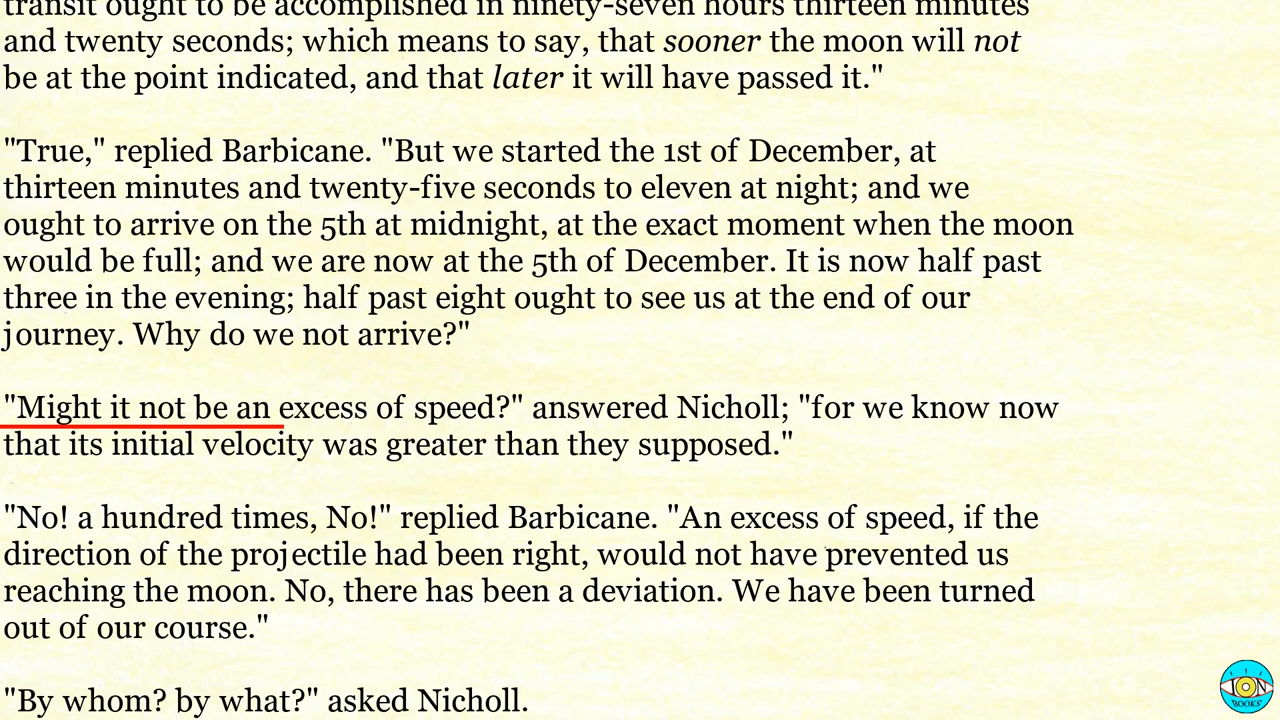 transit ought to be accomplished in ninety-seven hours thirteen minutes
and twenty seconds; which means to say, that sooner the moon will not
be at the point indicated, and that later it will have passed it."
"True," replied Barbicane. "But we started the 1st of December, at
thirteen minutes and twenty-five seconds to eleven at night; and we
ought to arrive on the 5th at midnight, at the exact moment when the moon
would be full; and we are now at the 5th of December. It is now half past
three in the evening; half past eight ought to see us at the end of our
journey. Why do we not arrive?"
"Might it not be an excess of speed?" answered Nicholl; "for we know now
that its initial velocity was greater than they supposed."
"No! a hundred times, No!" replied Barbicane. "An excess of speed, if the
direction of the projectile had been right, would not have prevented us
reaching the moon. No, there has been a deviation. We have been turned
out of our course."
"By whom? by what?" asked Nicholl.
ION
BOOKS